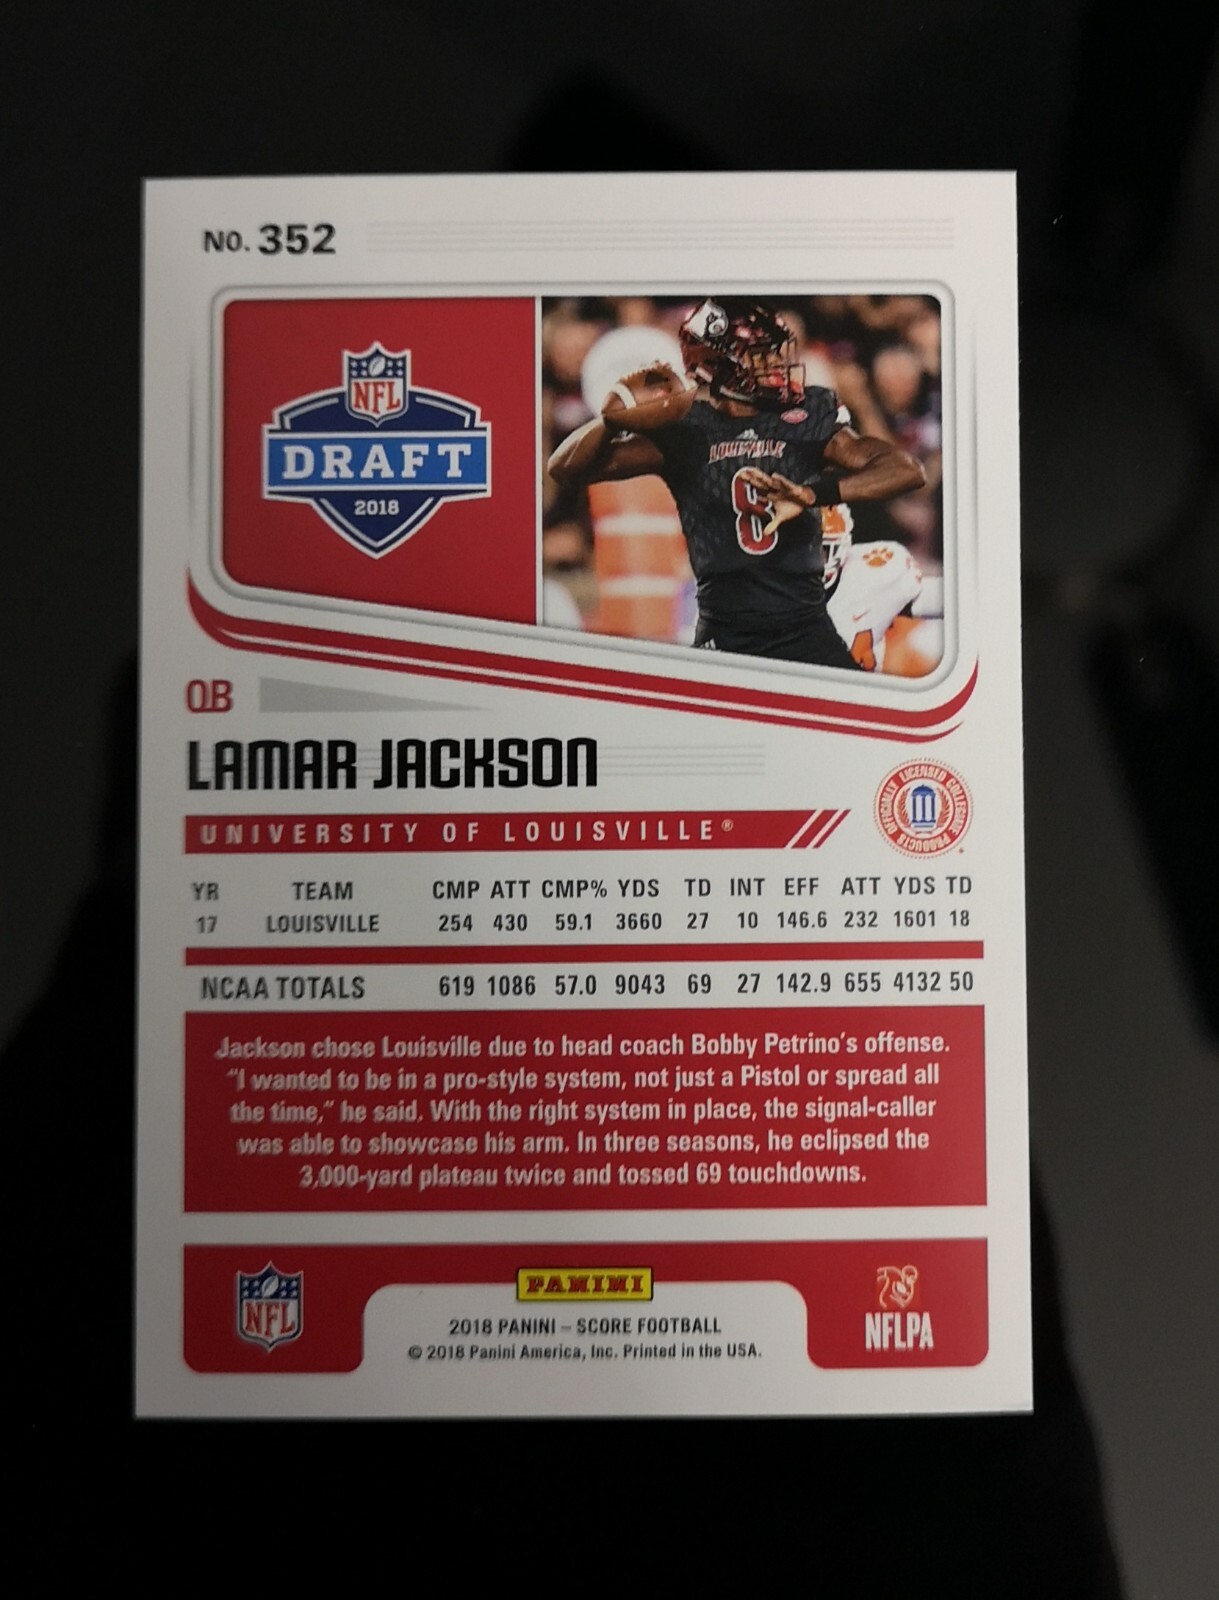 NO. 352
NFL
DRAFT
2018
LOUISVILLE
8
QB
LAMAR JACKSON
UNIVERSITY OF LOUISVILLE®
OFFICIALLY LICENSED COLLEGIATE PRODUCTS
YR TEAM CMP ATT CMP% YDS TD INT EFF ATT YDS TD
17 LOUISVILLE 254 430 59.1 3660 27 10 146.6 232 1601 18
NCAA TOTALS 619 1086 57.0 9043 69 27 142.9 655 4132 50
Jackson chose Louisville due to head coach Bobby Petrino's offense.
"I wanted to be in a pro-style system, not just a Pistol or spread all
the time," he said. With the right system in place, the signal-caller
was able to showcase his arm. In three seasons, he eclipsed the
3,000-yard plateau twice and tossed 69 touchdowns.
NFL
PANINI
NFLPA
2018 PANINI – SCORE FOOTBALL
© 2018 Panini America, Inc. Printed in the USA.